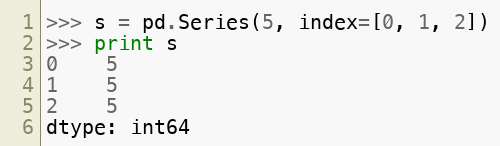 1 >>> s = pd.Series(5, index=[0, 1, 2])
2 >>> print s
3 0    5
4 1    5
5 2    5
6 dtype: int64